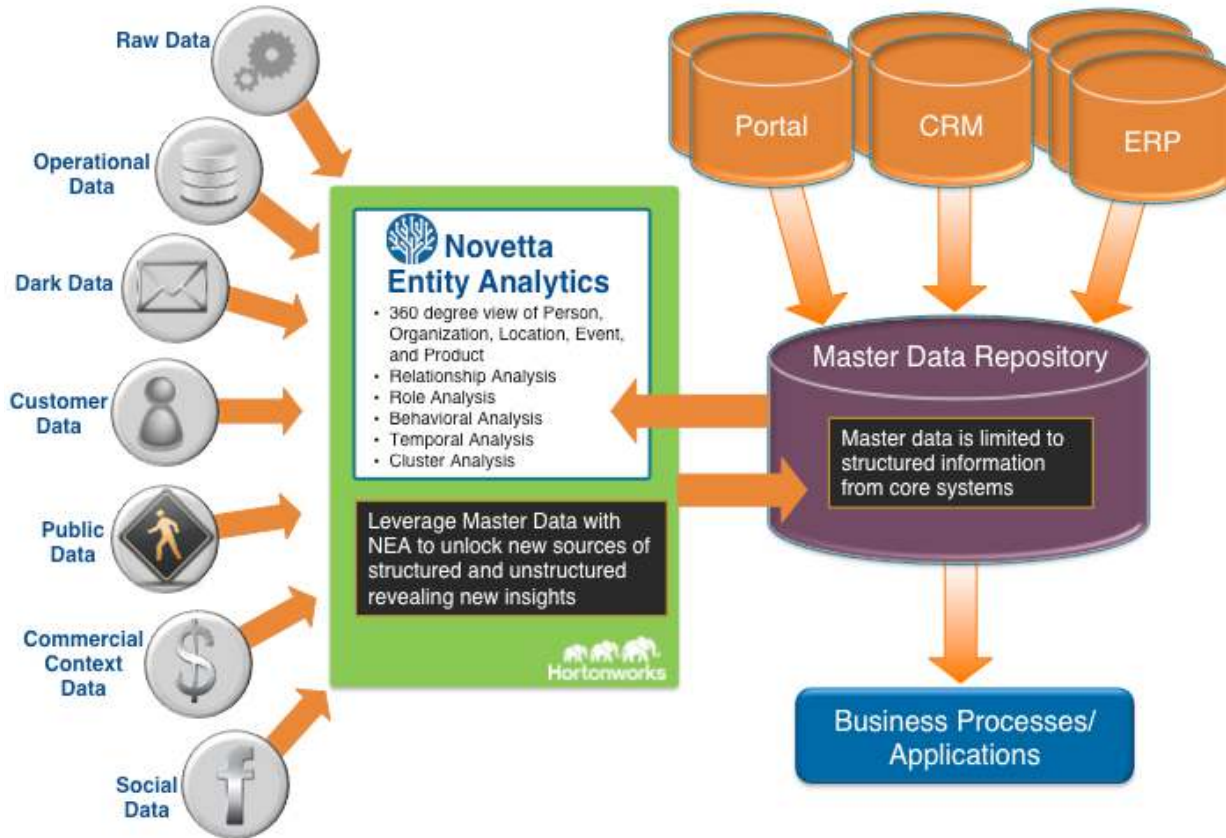 Raw Data
Operational
Data
Dark Data
Customer
Data
Public
Data
Commercial
Context
Data
Social
Data
f
$
Novetta
Entity Analytics
• 360 degree view of Person,
Organization, Location, Event,
and Product
• Relationship Analysis
• Role Analysis
• Behavioral Analysis
• Temporal Analysis
• Cluster Analysis
Leverage Master Data with
NEA to unlock new sources of
structured and unstructured
revealing new insights
Hortonworks
Portal
CRM
ERP
Master Data Repository
Master data is limited to
structured information
from core systems
Business Processes/
Applications